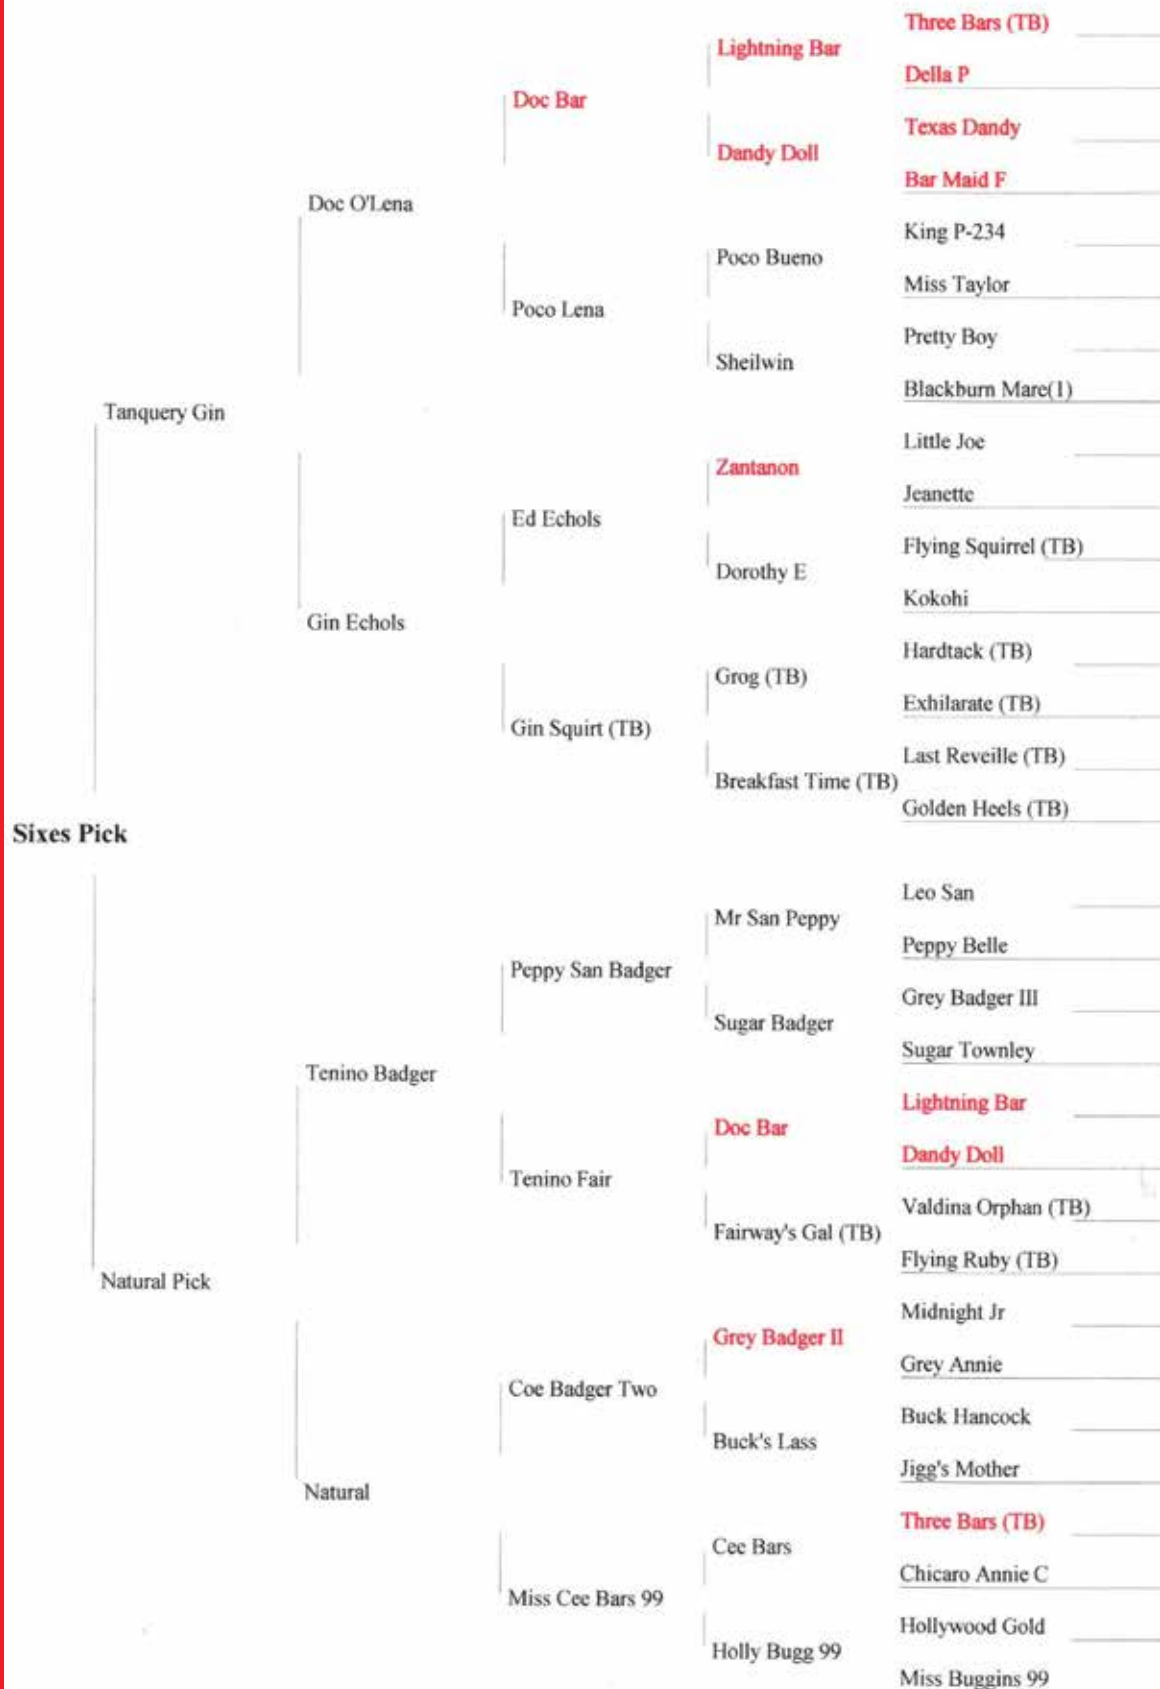 Three Bars (TB)
Lightning Bar
Della P
Doc Bar
Texas Dandy
Dandy Doll
Bar Maid F
Doc O'Lena
King P-234
Poco Bueno
Miss Taylor
Poco Lena
Pretty Boy
Sheilwin
Blackburn Mare(1)
Tanquery Gin
Little Joe
Zantanon
Jeanette
Ed Echols
Flying Squirrel (TB)
Dorothy E
Kokohi
Gin Echols
Hardtack (TB)
Grog (TB)
Exhilarate (TB)
Gin Squirt (TB)
Last Reveille (TB)
Breakfast Time (TB)
Golden Heels (TB)
Sixes Pick
Leo San
Mr San Peppy
Peppy Belle
Peppy San Badger
Grey Badger III
Sugar Badger
Sugar Townley
Tenino Badger
Lightning Bar
Doc Bar
Dandy Doll
Tenino Fair
Valdina Orphan (TB)
Fairway's Gal (TB)
Flying Ruby (TB)
Natural Pick
Midnight Jr
Grey Badger II
Grey Annie
Coe Badger Two
Buck Hancock
Buck's Lass
Jigg's Mother
Natural
Three Bars (TB)
Cee Bars
Chicaro Annie C
Miss Cee Bars 99
Hollywood Gold
Holly Bugg 99
Miss Buggins 99